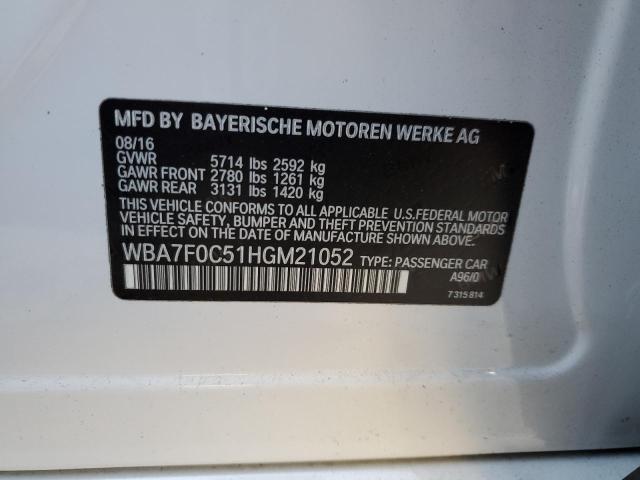 MFD BY BAYERISCHE MOTOREN WERKE AG
08/16
GVWR 5714 lbs 2592 kg
GAWR FRONT 2780 lbs 1261 kg
GAWR REAR 3131 lbs 1420 kg
THIS VEHICLE CONFORMS TO ALL APPLICABLE U.S.FEDERAL MOTOR
VEHICLE SAFETY, BUMPER AND THEFT PREVENTION STANDARDS
IN EFFECT ON THE DATE OF MANUFACTURE SHOWN ABOVE.
WBA7F0C51HGM21052 TYPE: PASSENGER CAR
A96/0
7315814